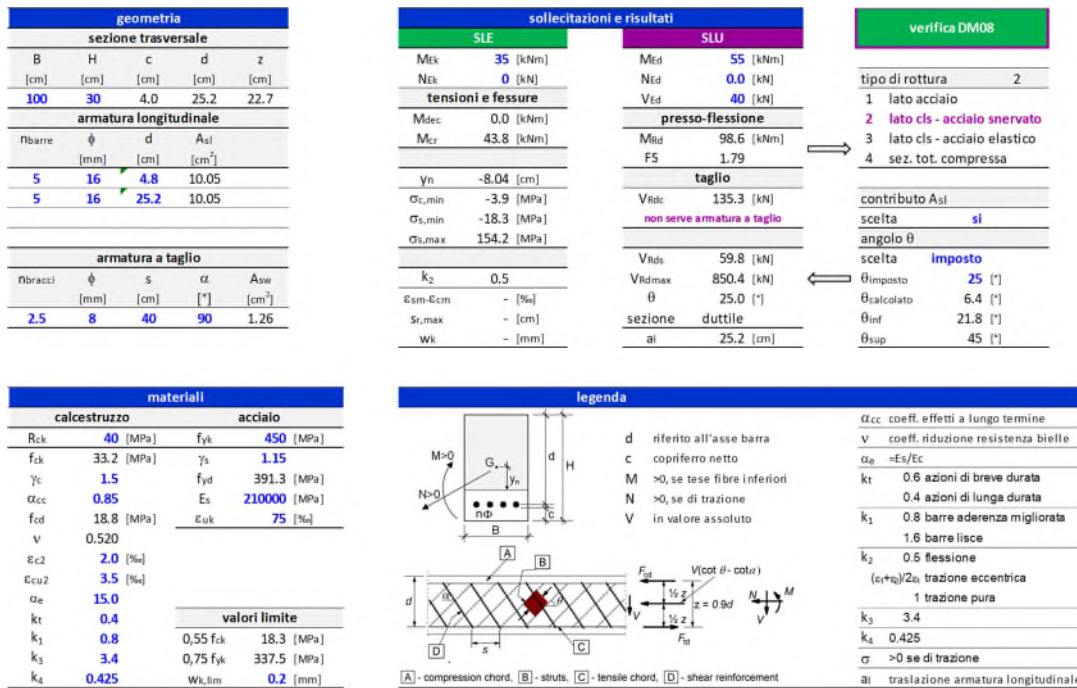 geometria
sezione trasversale
B H c d z
[cm] [cm] [cm] [cm] [cm]
100 30 4.0 25.2 22.7
armatura longitudinale
nbarre ϕ d Asl
[mm] [cm] [cm²]
5 16 4.8 10.05
5 16 25.2 10.05
armatura a taglio
nbracci ϕ s α Asw
[mm] [cm] [°] [cm²]
2.5 8 40 90 1.26
sollecitazioni e risultati
SLE
MEk 35 [kNm]
NEk 0 [kN]
tensioni e fessure
Mdec 0.0 [kNm]
Mcr 43.8 [kNm]
yn -8.04 [cm]
σc,min -3.9 [MPa]
σs,min -18.3 [MPa]
σs,max 154.2 [MPa]
k2 0.5
εsm-εcm - [‰]
sr,max - [cm]
wk - [mm]
SLU
MEd 55 [kNm]
NEd 0.0 [kN]
VEd 40 [kN]
presso-flessione
MRd 98.6 [kNm]
FS 1.79
taglio
VRdc 135.3 [kN]
non serve armatura a taglio
VRds 59.8 [kN]
VRdmax 850.4 [kN]
θ 25.0 [°]
sezione duttile
al 25.2 [cm]
verifica DM08
tipo di rottura 2
1 lato acciaio
2 lato cls - acciaio snervato
3 lato cls - acciaio elastico
4 sez. tot. compressa
contributo Asl
scelta si
angolo θ
scelta imposto
θimposto 25 [°]
θcalcolato 6.4 [°]
θinf 21.8 [°]
θsup 45 [°]
materiali
calcestruzzo acciaio
Rck 40 [MPa] fyk 450 [MPa]
fck 33.2 [MPa] γs 1.15
γc 1.5 fyd 391.3 [MPa]
αcc 0.85 Es 210000 [MPa]
fcd 18.8 [MPa] εuk 75 [‰]
ν 0.520
εc2 2.0 [‰]
εcu2 3.5 [‰]
αe 15.0
kt 0.4 valori limite
k1 0.8 0,55 fck 18.3 [MPa]
k3 3.4 0,75 fyk 337.5 [MPa]
k4 0.425 wk,lim 0.2 [mm]
legenda
M>0
N>0
G
yn
d
H
nΦ
c
B
d riferito all'asse barra
c copriferro netto
M >0, se tese fibre inferiori
N >0, se di trazione
V in valore assoluto
A
B
V(cot θ - cotα)
Fcd
½ z
z = 0.9d
½ z
Ftd
N M
V
V
d
α
θ
s
D
C
A - compression chord, B - struts, C - tensile chord, D - shear reinforcement
αcc coeff. effetti a lungo termine
ν coeff. riduzione resistenza bielle
αe =Es/Ec
kt 0.6 azioni di breve durata
0.4 azioni di lunga durata
k1 0.8 barre aderenza migliorata
1.6 barre lisce
k2 0.5 flessione
(ε1+ε2)/2ε1 trazione eccentrica
1 trazione pura
k3 3.4
k4 0.425
σ >0 se di trazione
al traslazione armatura longitudinale